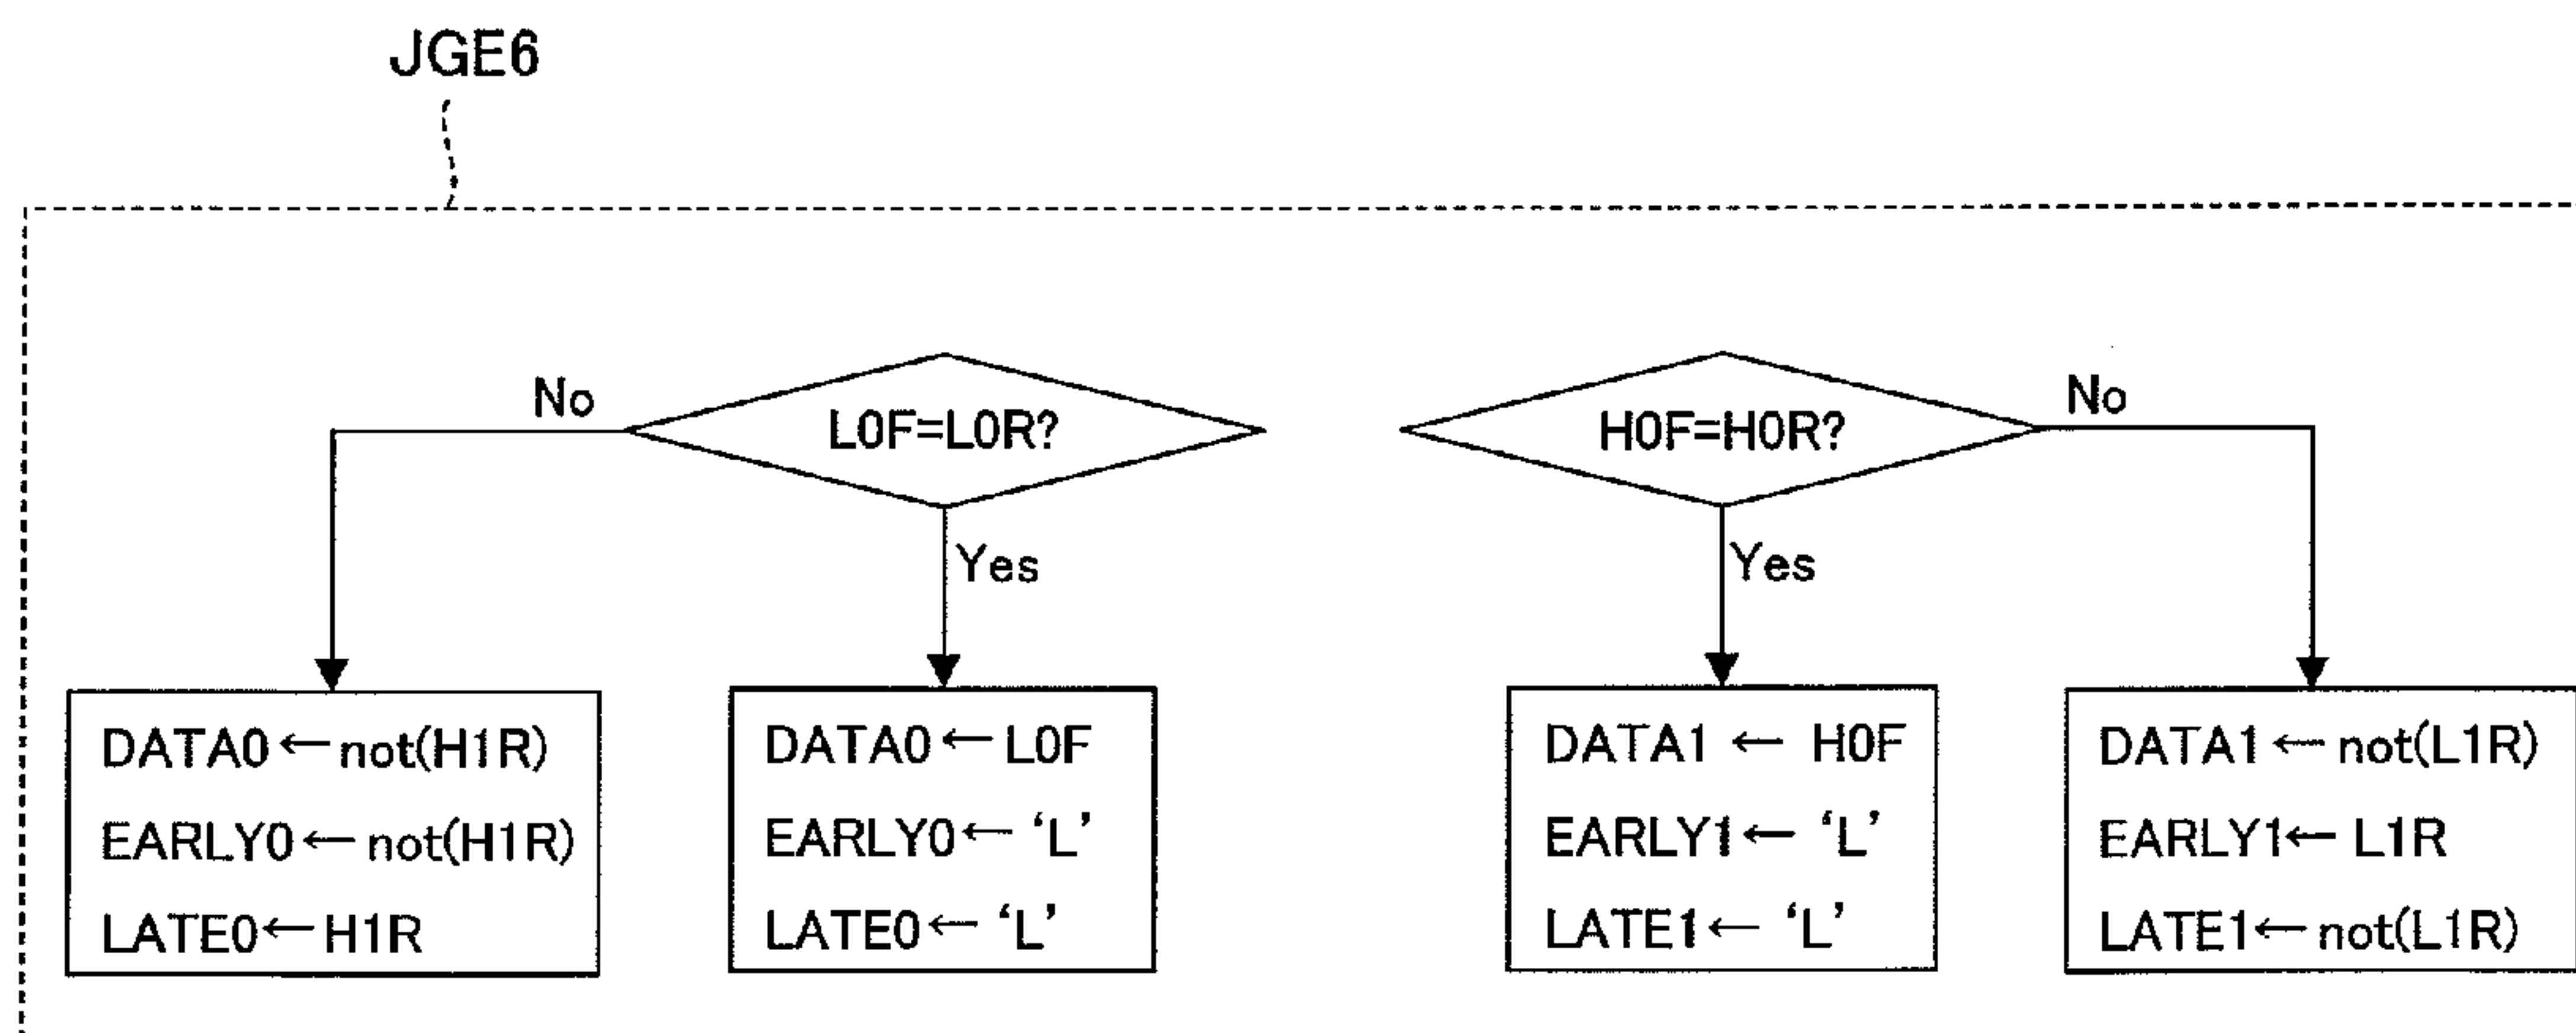 JGE6
No
L0F=L0R?
Yes
DATA0←not(H1R)
EARLY0←not(H1R)
LATE0←H1R
DATA0←L0F
EARLY0←‘L’
LATE0←‘L’
H0F=H0R?
No
Yes
DATA1 ← H0F
EARLY1←‘L’
LATE1←‘L’
DATA1←not(L1R)
EARLY1←L1R
LATE1←not(L1R)